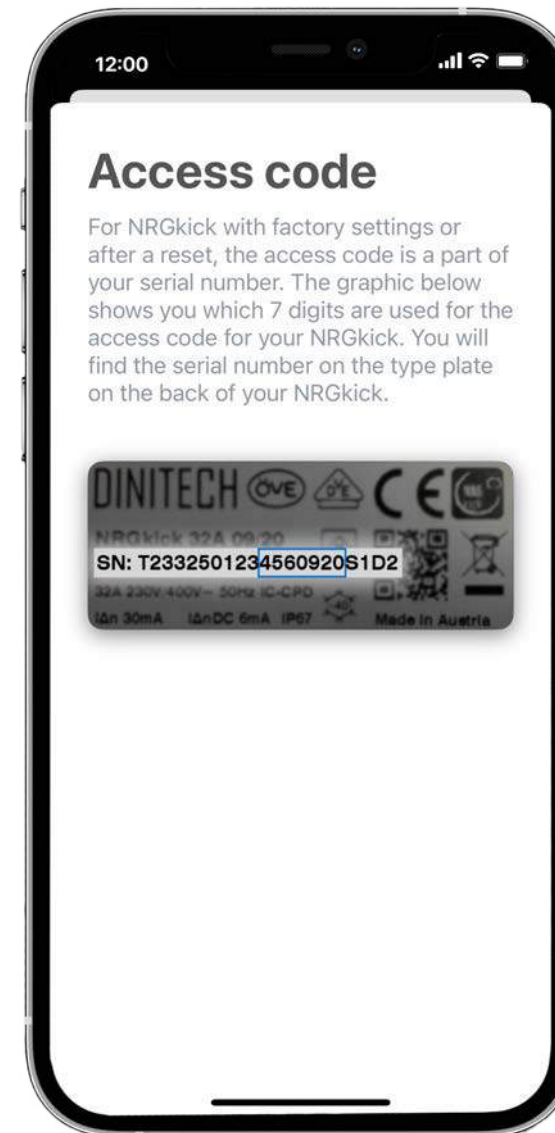 12:00
Access code
For NRGkick with factory settings or
after a reset, the access code is a part of
your serial number. The graphic below
shows you which 7 digits are used for the
access code for your NRGkick. You will
find the serial number on the type plate
on the back of your NRGkick.
DINITECH ÖVE CE
NRGkick 32A 09/20
SN: T2332501234560920S1D2
32A 230V/400V~ 50Hz IC-CPD
IΔn 30mA IΔnDC 6mA IP67 -40 Made in Austria